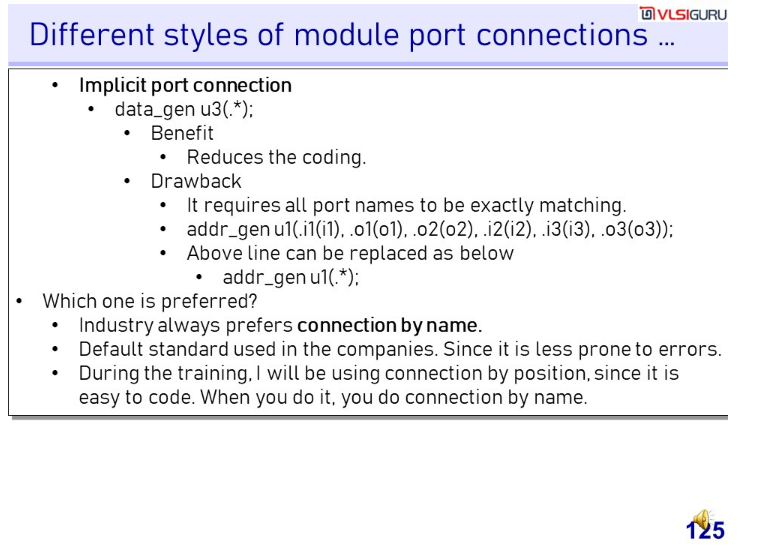 VLSIGURU
Different styles of module port connections ...
• Implicit port connection
• data_gen u3(.*);
• Benefit
• Reduces the coding.
• Drawback
• It requires all port names to be exactly matching.
• addr_gen u1(.i1(i1), .o1(o1), .o2(o2), .i2(i2), .i3(i3), .o3(o3));
• Above line can be replaced as below
• addr_gen u1(.*);
• Which one is preferred?
• Industry always prefers connection by name.
• Default standard used in the companies. Since it is less prone to errors.
• During the training, I will be using connection by position, since it is
easy to code. When you do it, you do connection by name.
125